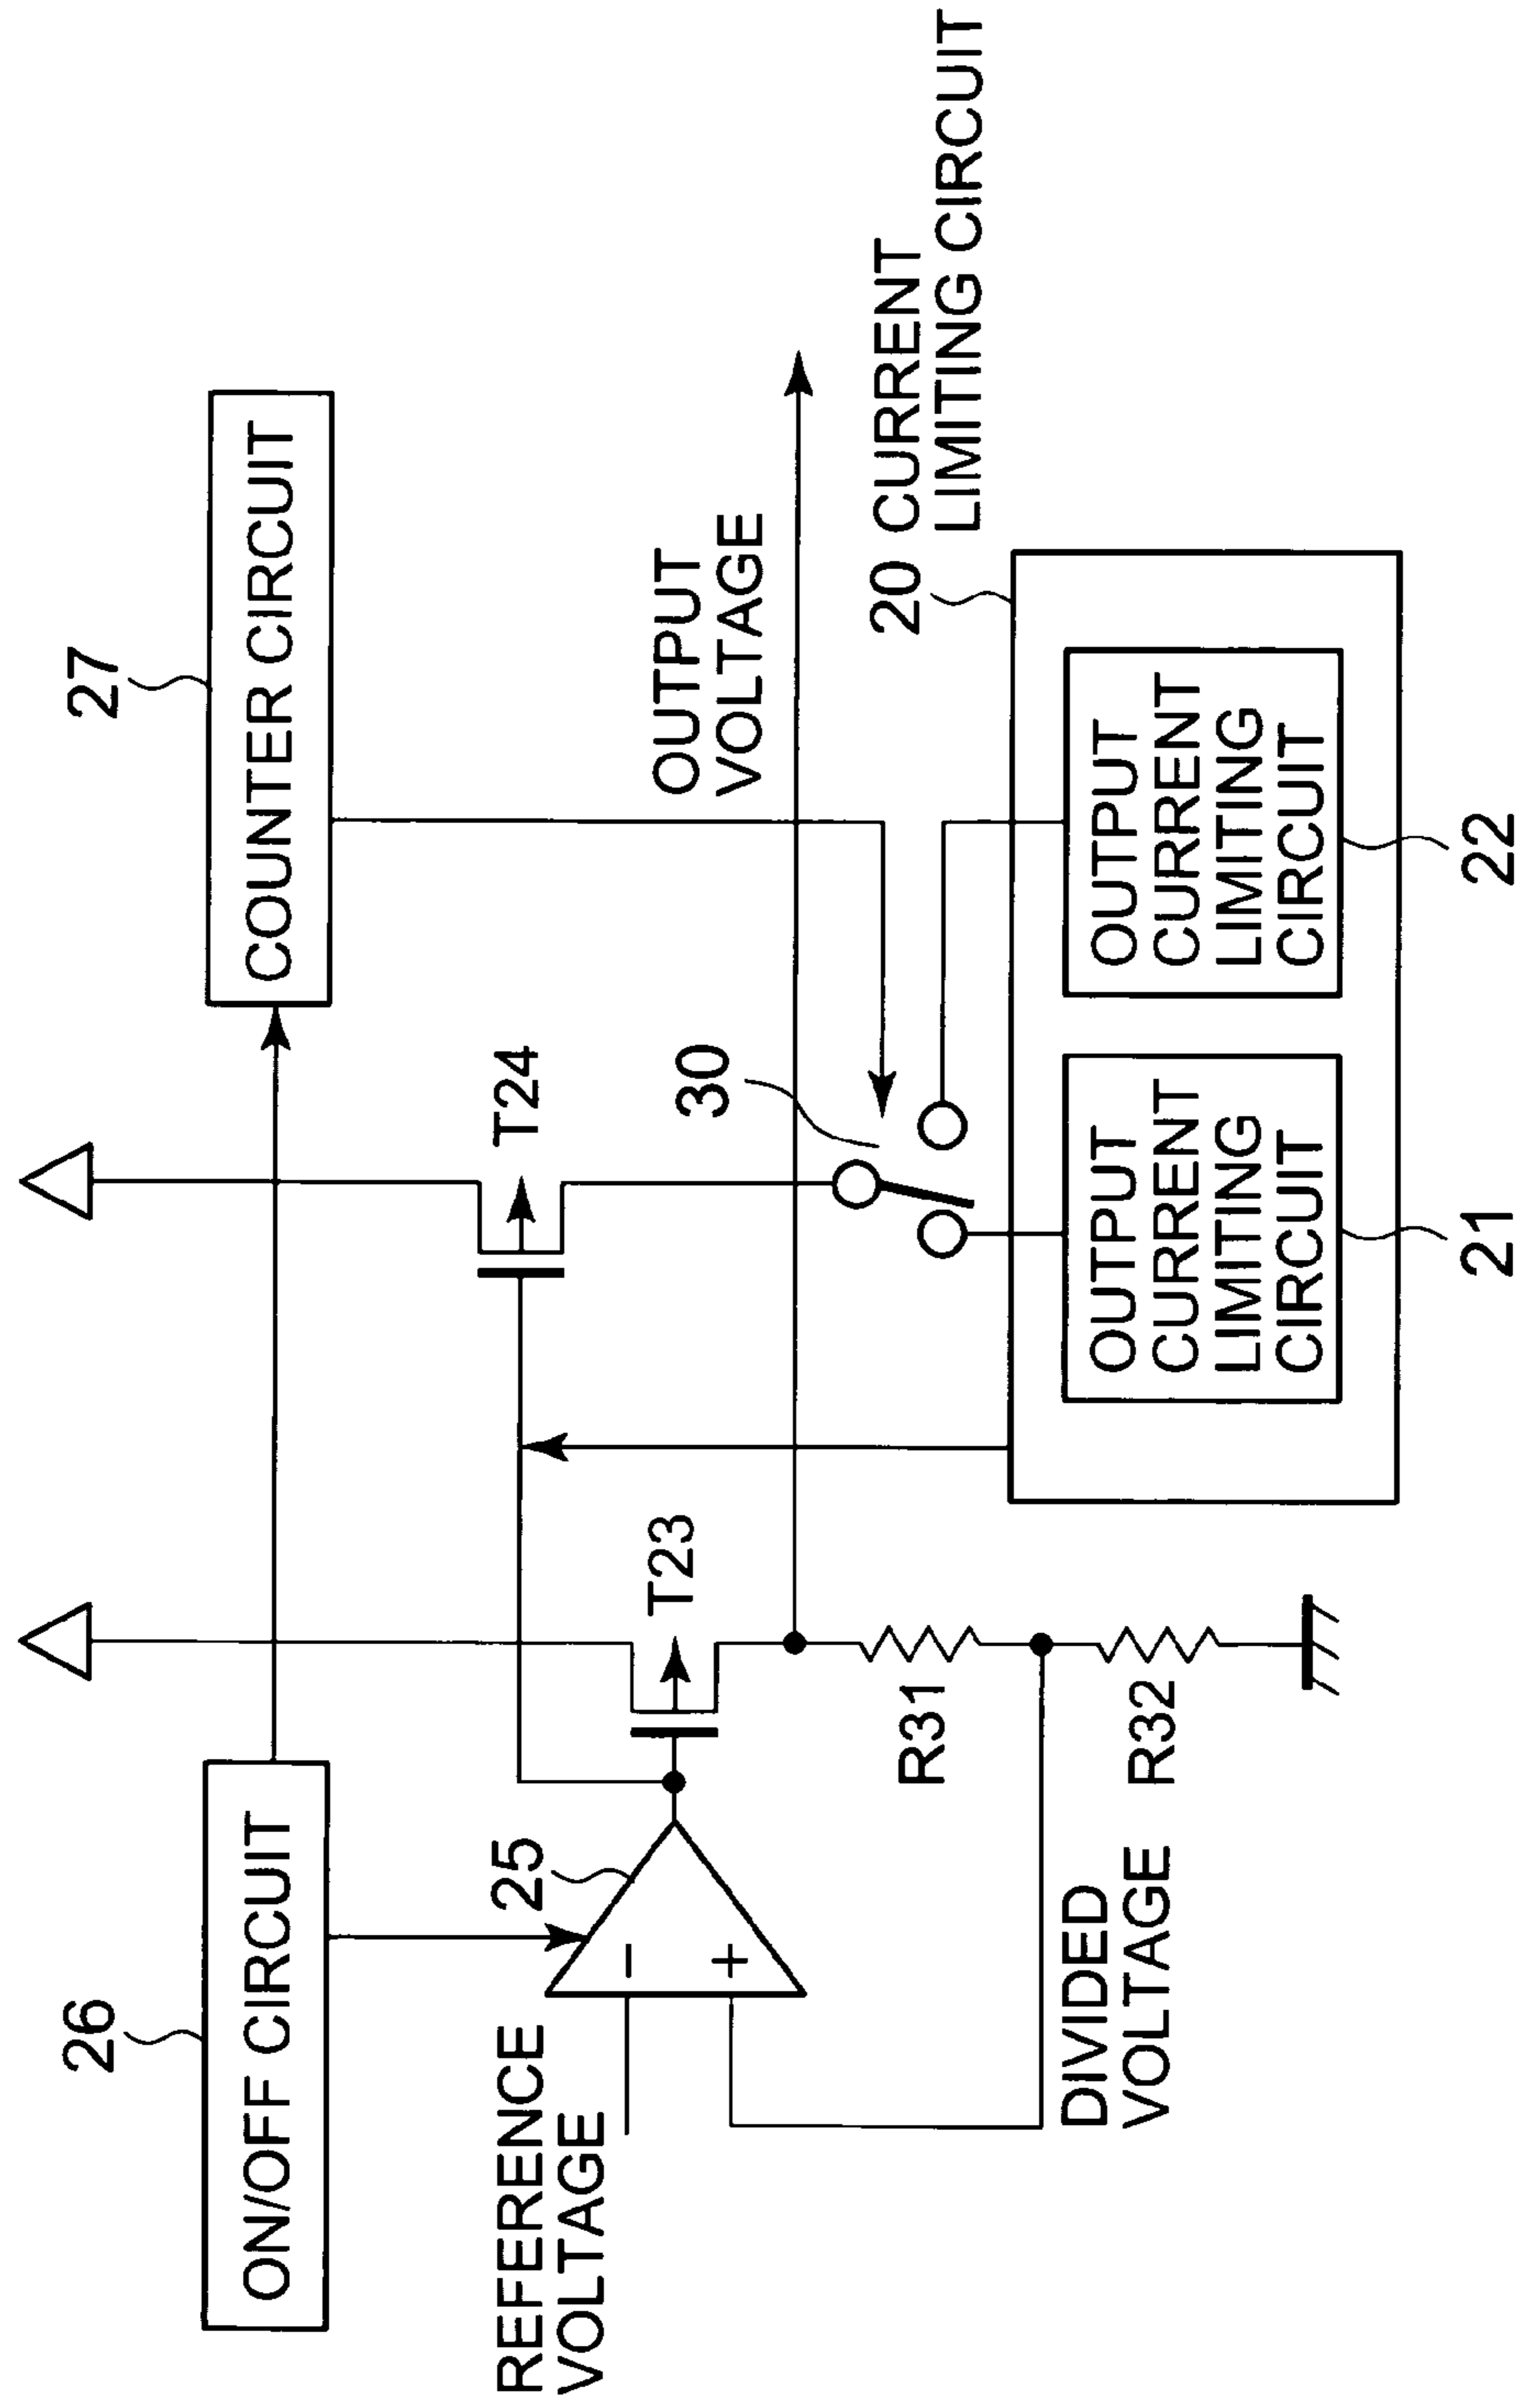 26
ON/OFF CIRCUIT
27
COUNTER CIRCUIT
REFERENCE
VOLTAGE
25
−
+
T23
T24
30
OUTPUT
VOLTAGE
R31
R32
DIVIDED
VOLTAGE
20 CURRENT
LIMITING CIRCUIT
OUTPUT
CURRENT
LIMITING
CIRCUIT
21
OUTPUT
CURRENT
LIMITING
CIRCUIT
22